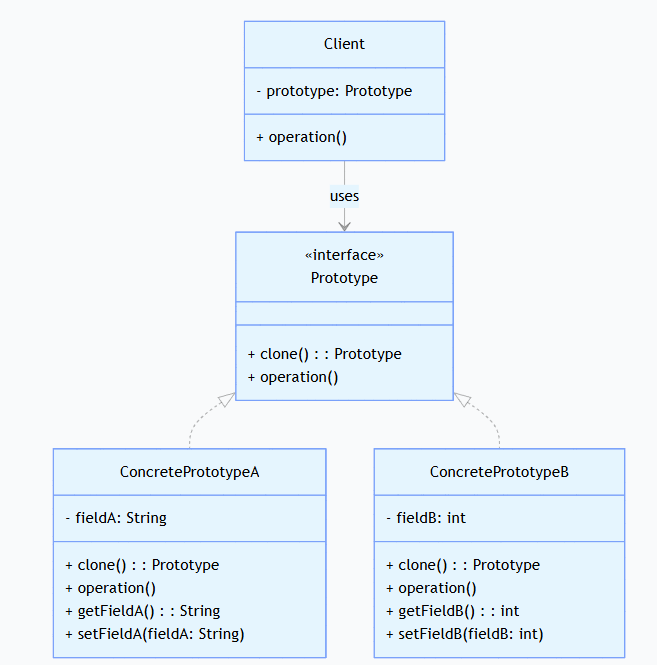 Client
- prototype: Prototype
+ operation()
uses
«interface»
Prototype
+ clone() : : Prototype
+ operation()
ConcretePrototypeA
- fieldA: String
+ clone() : : Prototype
+ operation()
+ getFieldA() : : String
+ setFieldA(fieldA: String)
ConcretePrototypeB
- fieldB: int
+ clone() : : Prototype
+ operation()
+ getFieldB() : : int
+ setFieldB(fieldB: int)